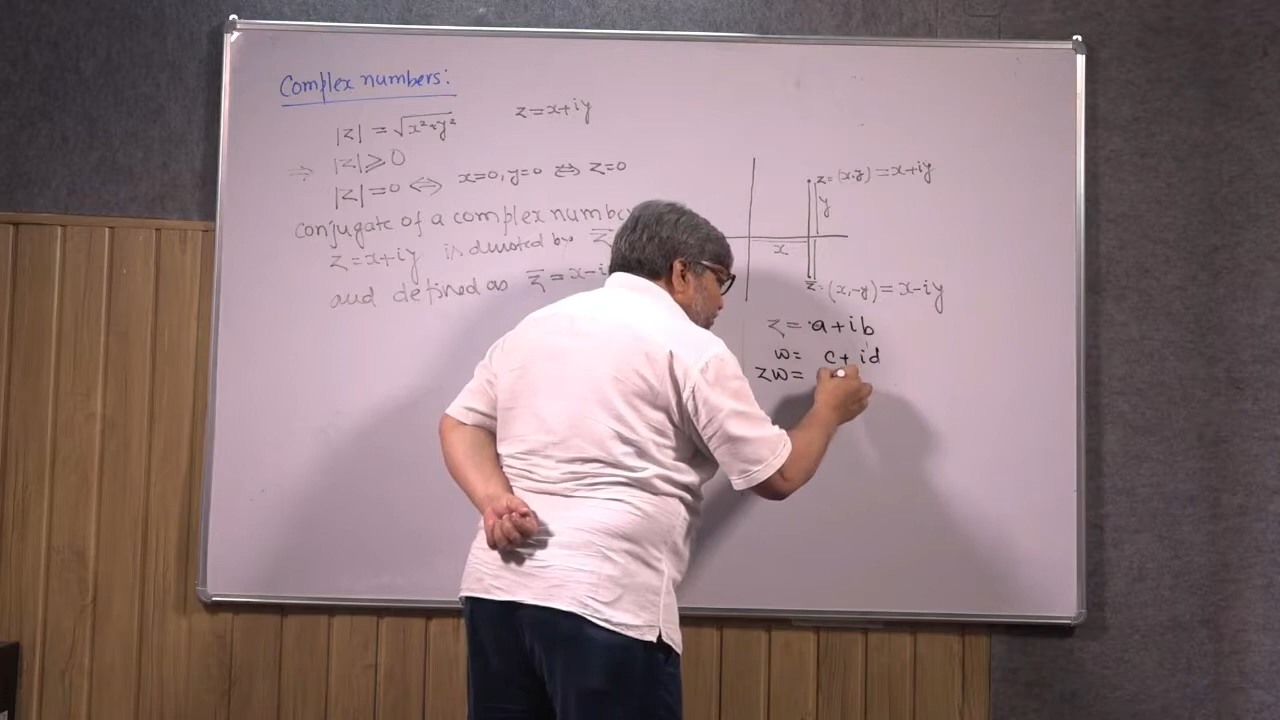 Complex numbers:
|z| = √x²+y² z=x+iy
⇒ |z|⩾0
|z|=0 ⇔ x=0, y=0 ⇔ z=0
conjugate of a complex number
z=x+iy is denoted by z̄
and defined as z̄ = x-i
z=(x,y) =x+iy
y
x
z̄=(x,-y)=x-iy
z= a+ib
w= c+id
zw=